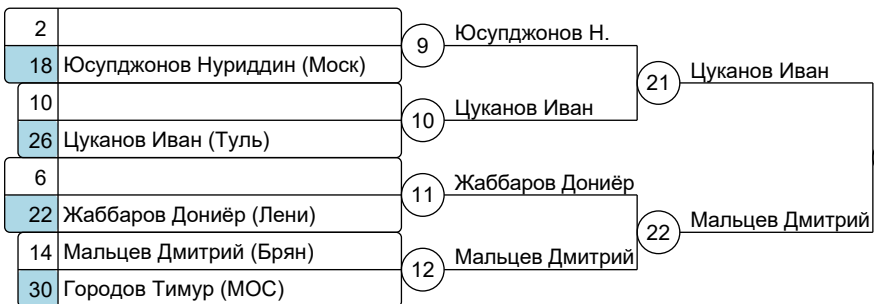 2
18 Юсупджонов Нуриддин (Моск)
9
Юсупджонов Н.
10
26 Цуканов Иван (Туль)
10
Цуканов Иван
21
Цуканов Иван
6
22 Жаббаров Дониёр (Лени)
11
Жаббаров Дониёр
14 Мальцев Дмитрий (Брян)
30 Городов Тимур (МОС)
12
Мальцев Дмитрий
22
Мальцев Дмитрий